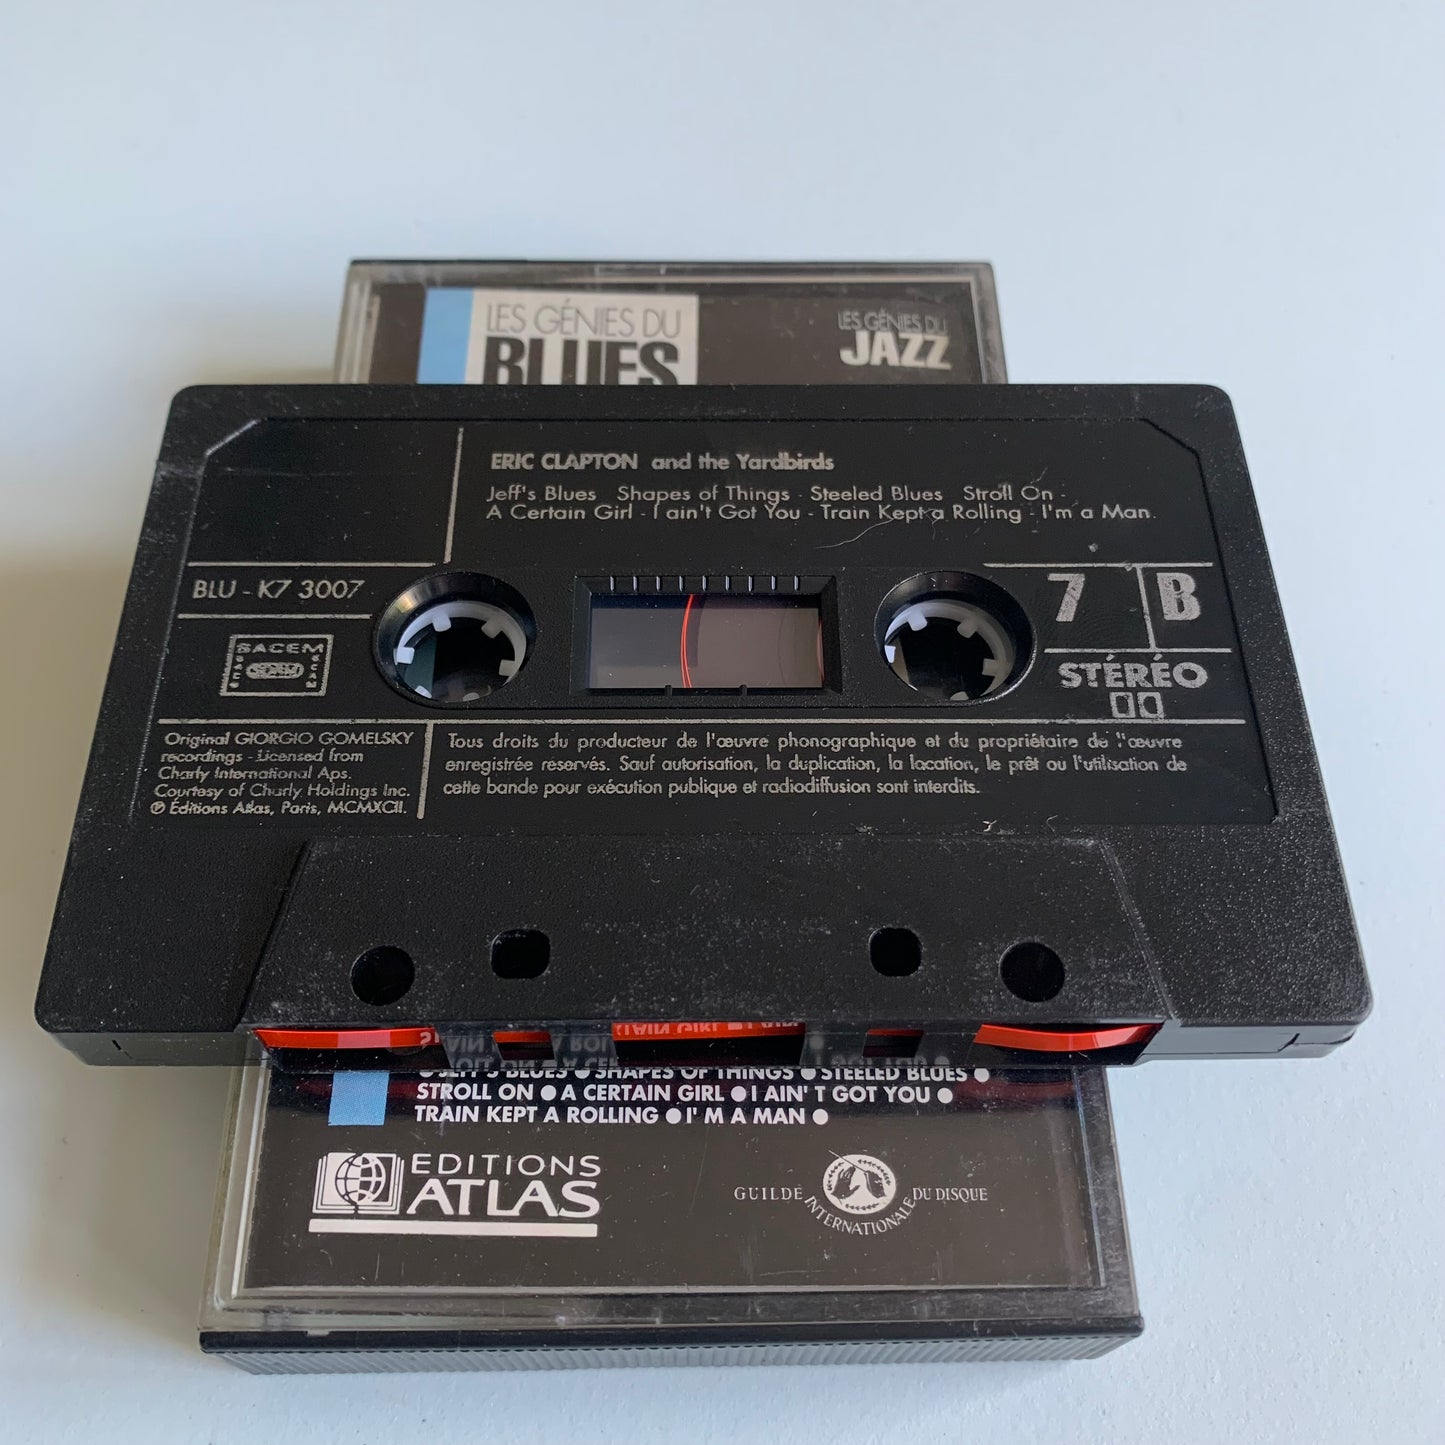 LES GÉNIES DU
BLUES
LES GÉNIES DU
JAZZ
ERIC CLAPTON and the Yardbirds
Jeff's Blues Shapes of Things - Steeled Blues Stroll On -
A Certain Girl - I ain't Got You - Train Kept a Rolling - I'm a Man.
BLU - K7 3007
7 B
STÉRÉO
SACEM
Original GIORGIO GOMELSKY
recordings - Licensed from
Charly International Aps.
Courtesy of Charly Holdings Inc.
℗ Éditions Atlas, Paris, MCMXCII.
Tous droits du producteur de l'œuvre phonographique et du propriétaire de l'œuvre
enregistrée réservés. Sauf autorisation, la duplication, la location, le prêt ou l'utilisation de
cette bande pour exécution publique et radiodiffusion sont interdits.
JEFF'S BLUES ● SHAPES OF THINGS ● STEELED BLUES ●
STROLL ON ● A CERTAIN GIRL ● I AIN' T GOT YOU ●
TRAIN KEPT A ROLLING ● I' M A MAN ●
EDITIONS
ATLAS
GUILDE INTERNATIONALE DU DISQUE